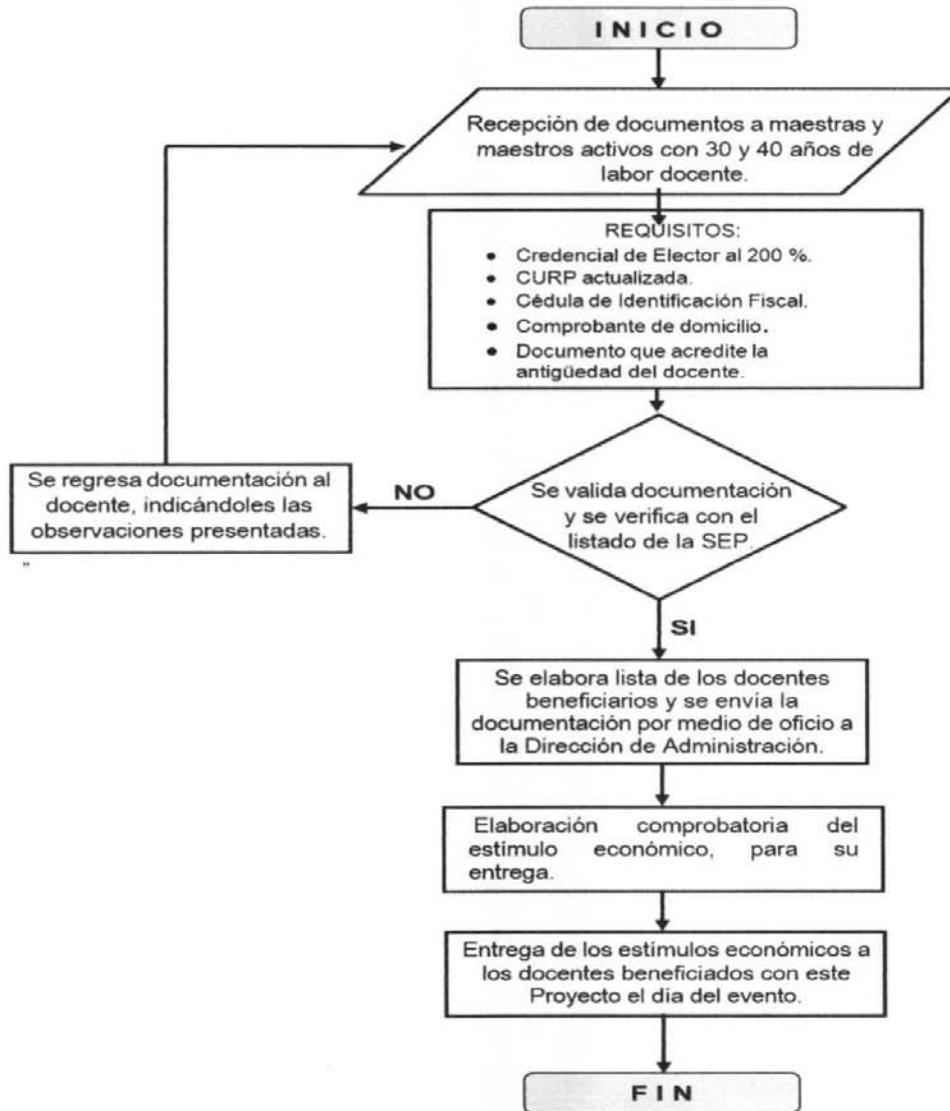 INICIO
Recepción de documentos a maestras y
maestros activos con 30 y 40 años de
labor docente.
REQUISITOS:
• Credencial de Elector al 200 %.
• CURP actualizada.
• Cédula de Identificación Fiscal.
• Comprobante de domicilio.
• Documento que acredite la
antigüedad del docente.
Se valida documentación
y se verifica con el
listado de la SEP.
NO
Se regresa documentación al
docente, indicándoles las
observaciones presentadas.
"
SI
Se elabora lista de los docentes
beneficiarios y se envía la
documentación por medio de oficio a
la Dirección de Administración.
Elaboración comprobatoria del
estímulo económico, para su
entrega.
Entrega de los estímulos económicos a
los docentes beneficiados con este
Proyecto el día del evento.
FIN